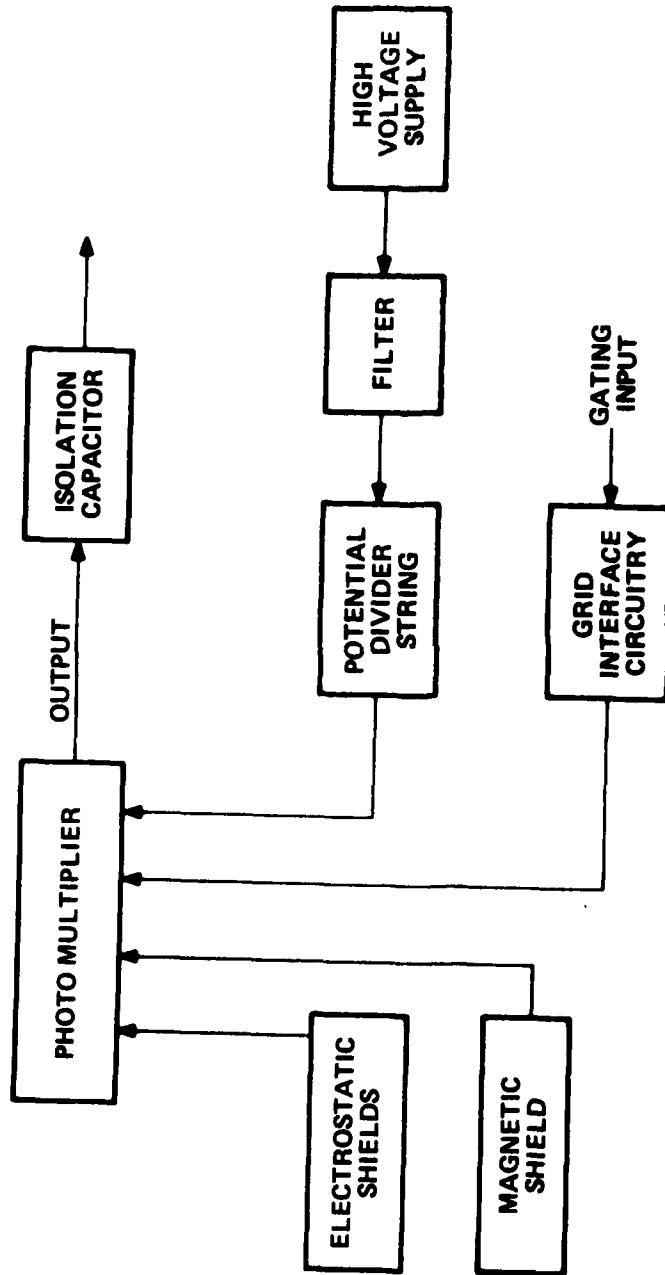 PHOTO MULTIPLIER
OUTPUT
ISOLATION
CAPACITOR
ELECTROSTATIC
SHIELDS
POTENTIAL
DIVIDER
STRING
FILTER
HIGH
VOLTAGE
SUPPLY
MAGNETIC
SHIELD
GRID
INTERFACE
CIRCUITRY
GATING
INPUT